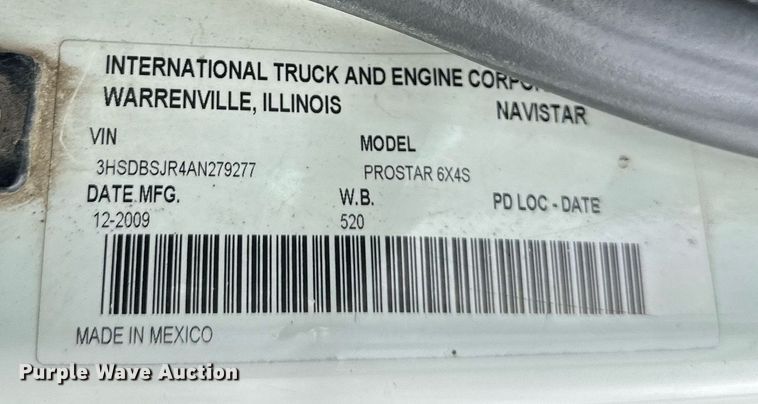 INTERNATIONAL TRUCK AND ENGINE
WARRENVILLE, ILLINOIS NAVISTAR
VIN MODEL
3HSDBSJR4AN279277 PROSTAR 6X4S
DATE MFG. W.B. PD LOC - DATE
12-2009 520
MADE IN MEXICO
Purple Wave Auction